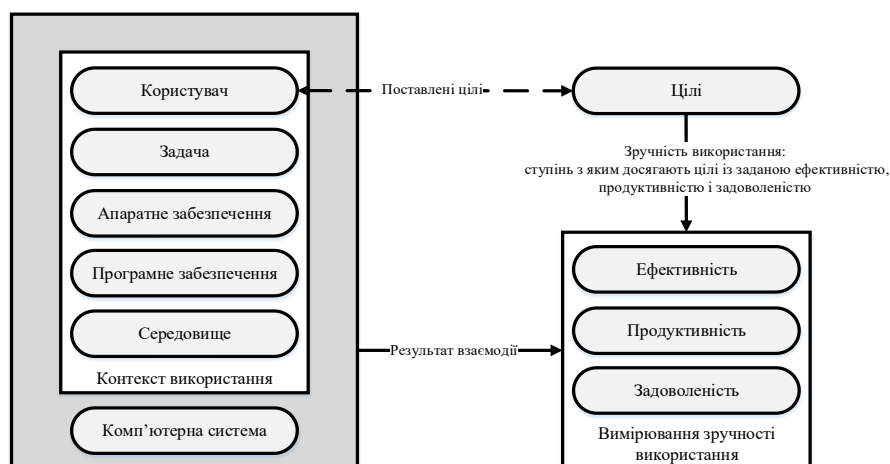 Користувач
Задача
Апаратне забезпечення
Програмне забезпечення
Середовище
Контекст використання
Комп’ютерна система
Поставлені цілі
Результат взаємодії
Цілі
Зручність використання:
ступінь з яким досягають цілі із заданою ефективністю,
продуктивністю і задоволеністю
Ефективність
Продуктивність
Задоволеність
Вимірювання зручності
використання